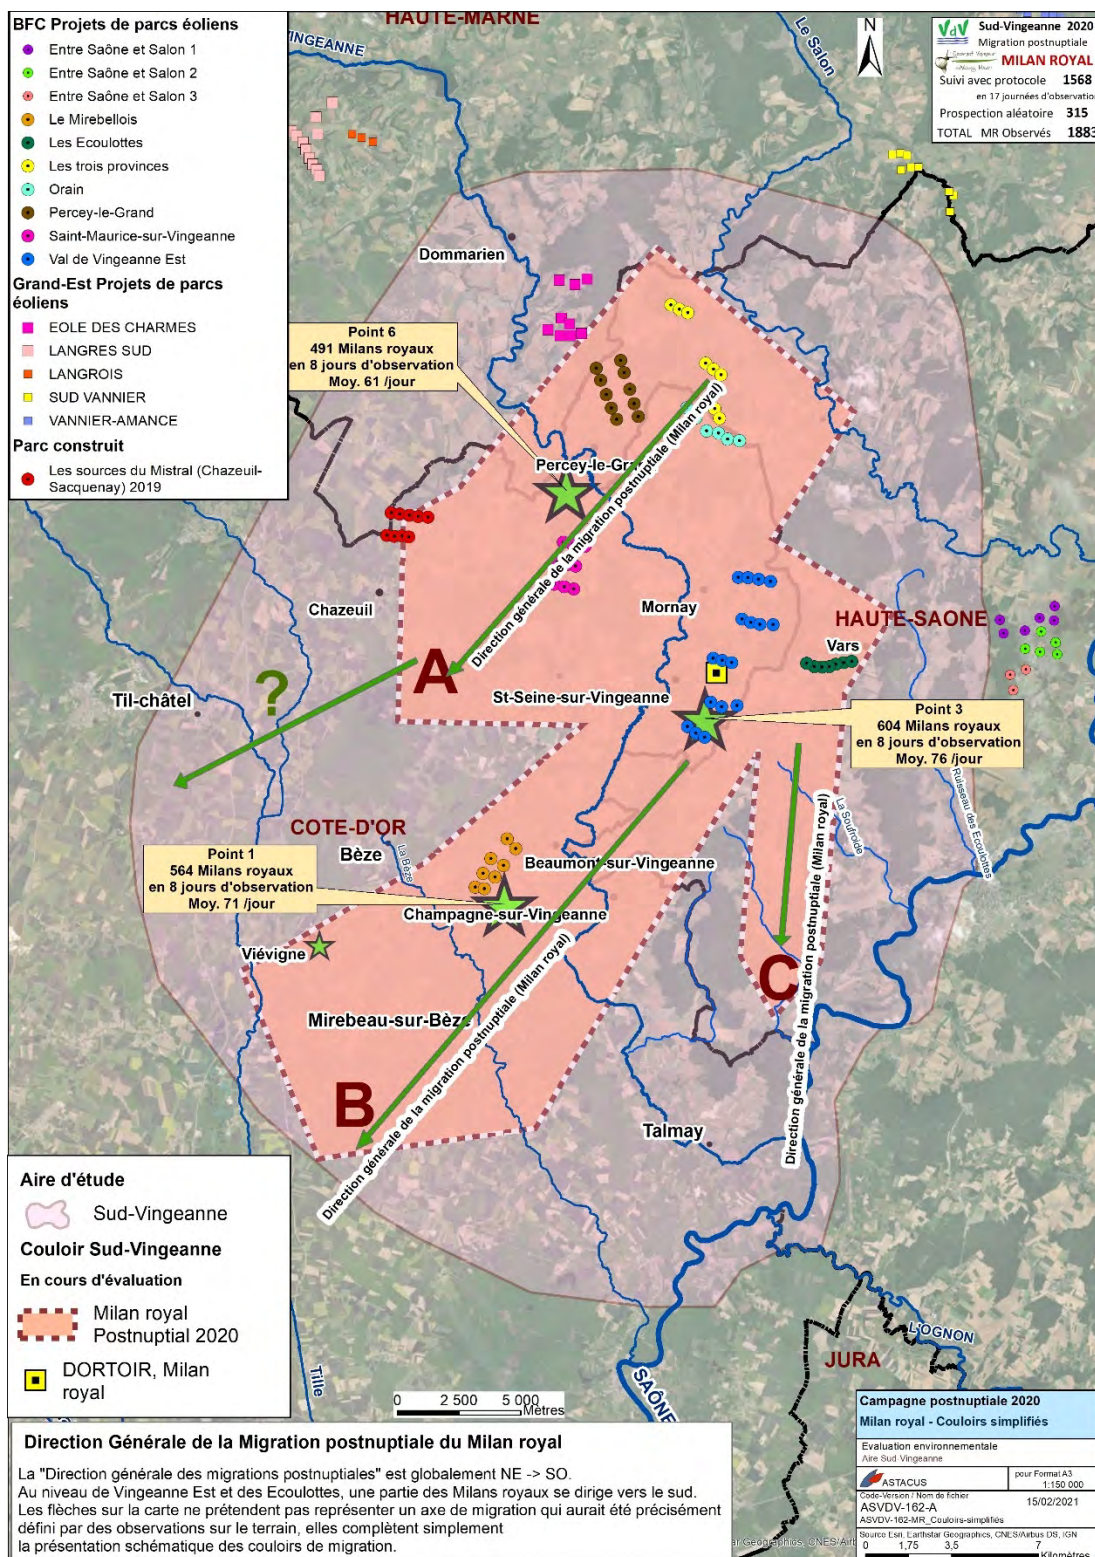 HAUTE-MARNE
BFC Projets de parcs éoliens
Entre Saône et Salon 1
Entre Saône et Salon 2
Entre Saône et Salon 3
Le Mirebellois
Les Ecoulottes
Les trois provinces
Orain
Percey-le-Grand
Saint-Maurice-sur-Vingeanne
Val de Vingeanne Est
Grand-Est Projets de parcs
éoliens
EOLE DES CHARMES
LANGRES SUD
LANGROIS
SUD VANNIER
VANNIER-AMANCE
Parc construit
Les sources du Mistral (Chazeuil-
Sacquenay) 2019
VINGEANNE
Le Salon
N
VdV
Sud-Vingeanne 2020
Migration postnuptiale
MILAN ROYAL
Suivi avec protocole 1568
en 17 journées d'observation
Prospection aléatoire 315
TOTAL MR Observés 1883
Dommarien
Point 6
491 Milans royaux
en 8 jours d'observation
Moy. 61 /jour
Percey-le-Gra
Direction générale de la migration postnuptiale (Milan royal)
Chazeuil
Mornay
HAUTE-SAONE
Vars
A
?
Til-châtel
St-Seine-sur-Vingeanne
Point 3
604 Milans royaux
en 8 jours d'observation
Moy. 76 /jour
Ruisseau des Ecoulottes
La Soufroide
COTE-D'OR
Bèze
La Bèze
Point 1
564 Milans royaux
en 8 jours d'observation
Moy. 71 /jour
Beaumont-sur-Vingeanne
Champagne-sur-Vingeanne
Viévigne
Mirebeau-sur-Bèze
Direction générale de la migration postnuptiale (Milan royal)
B
C
Direction générale de la migration postnuptiale (Milan royal)
Talmay
Aire d'étude
Sud-Vingeanne
Couloir Sud-Vingeanne
En cours d'évaluation
Milan royal
Postnuptial 2020
DORTOIR, Milan
royal
Tille
SAÔNE
L'OGNON
JURA
0 2 500 5 000
Mètres
Direction Générale de la Migration postnuptiale du Milan royal
La "Direction générale des migrations postnuptiales" est globalement NE -> SO.
Au niveau de Vingeanne Est et des Ecoulottes, une partie des Milans royaux se dirige vers le sud.
Les flèches sur la carte ne prétendent pas représenter un axe de migration qui aurait été précisément
défini par des observations sur le terrain, elles complètent simplement
la présentation schématique des couloirs de migration.
Campagne postnuptiale 2020
Milan royal - Couloirs simplifiés
Evaluation environnementale
Aire Sud Vingeanne
ASTACUS
pour Format A3
1:150 000
Code-Version / Nom de fichier
ASVDV-162-A
ASVDV-162-MR_Couloirs-simplifiés
15/02/2021
Source Esri, Earthstar Geographics, CNES/Airbus DS, IGN
0 1,75 3,5 7
Kilomètres